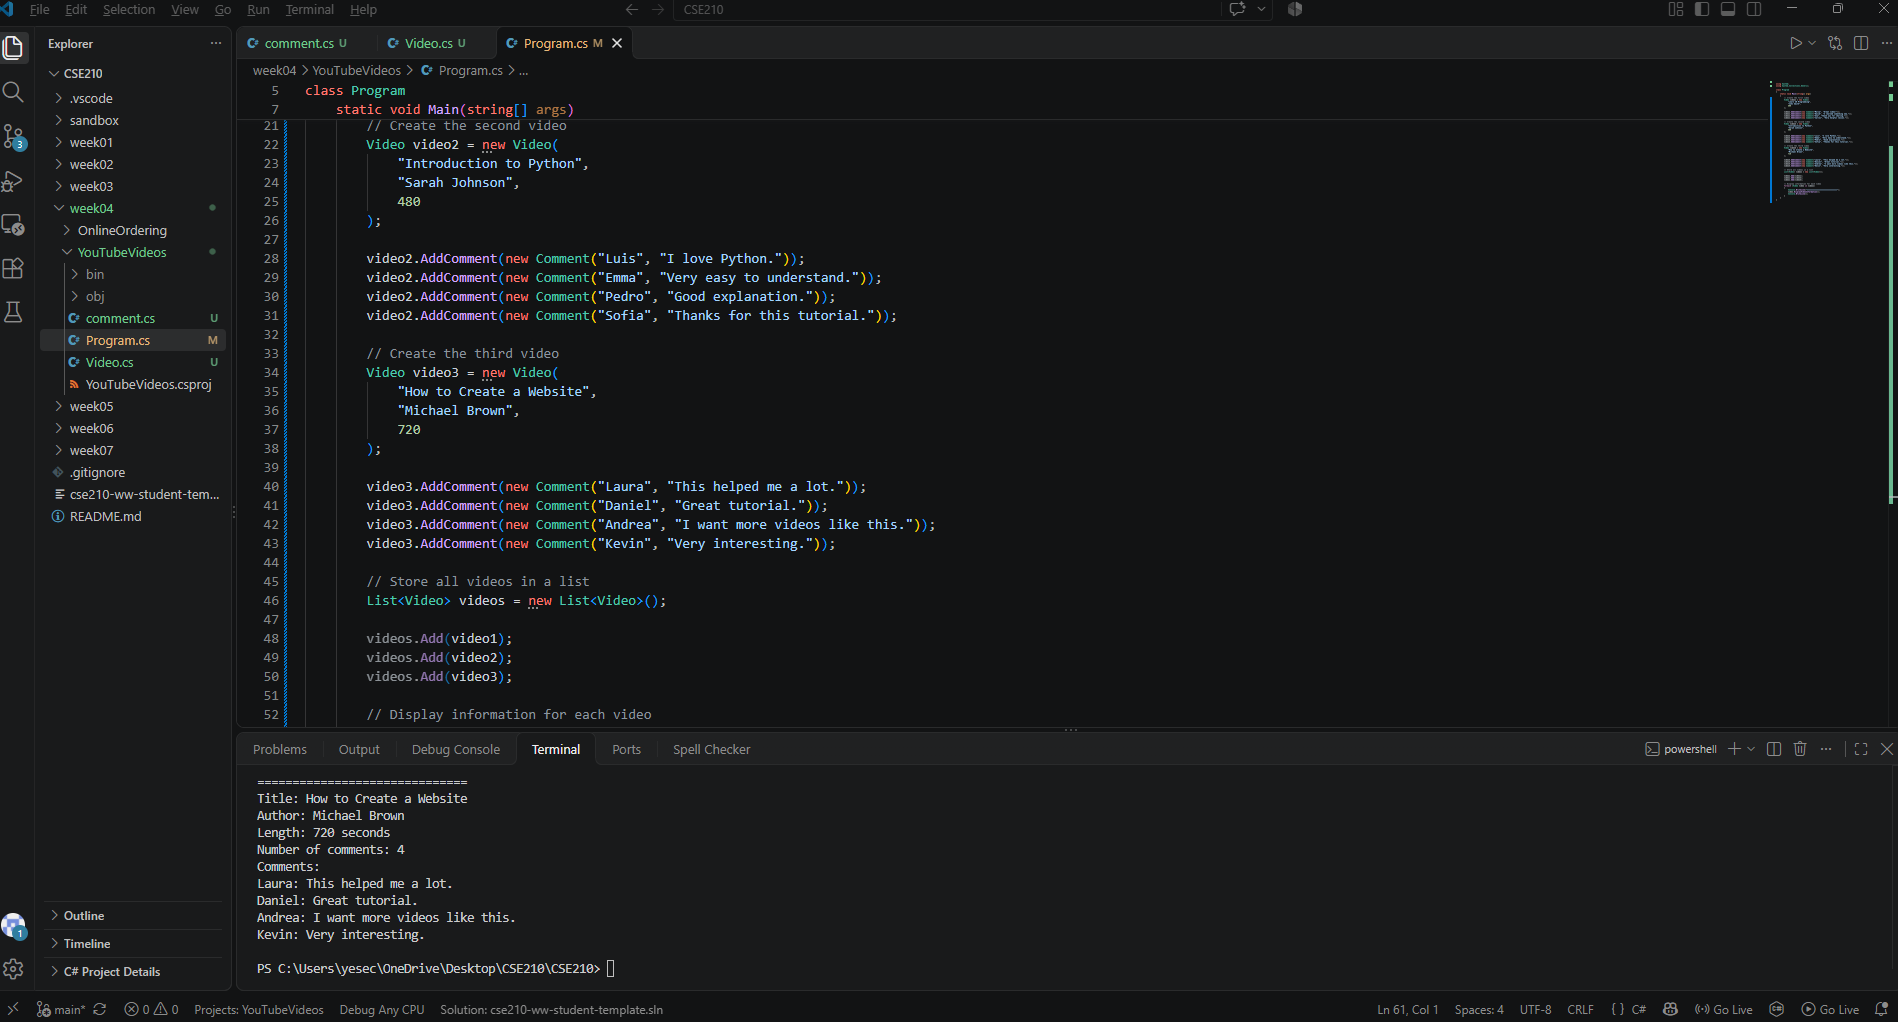 File Edit Selection View Go Run Terminal Help
CSE210
Explorer
comment.cs U
Video.cs U
Program.cs M
CSE210
.vscode
sandbox
week01
week02
week03
week04
OnlineOrdering
YouTubeVideos
bin
obj
comment.cs U
Program.cs M
Video.cs U
YouTubeVideos.csproj
week05
week06
week07
.gitignore
cse210-ww-student-tem...
README.md
Outline
Timeline
C# Project Details
3
1
week04 > YouTubeVideos > Program.cs > ...
5 class Program
7 static void Main(string[] args)
21 // Create the second video
22 Video video2 = new Video(
23 "Introduction to Python",
24 "Sarah Johnson",
25 480
26 );
27
28 video2.AddComment(new Comment("Luis", "I love Python."));
29 video2.AddComment(new Comment("Emma", "Very easy to understand."));
30 video2.AddComment(new Comment("Pedro", "Good explanation."));
31 video2.AddComment(new Comment("Sofia", "Thanks for this tutorial."));
32
33 // Create the third video
34 Video video3 = new Video(
35 "How to Create a Website",
36 "Michael Brown",
37 720
38 );
39
40 video3.AddComment(new Comment("Laura", "This helped me a lot."));
41 video3.AddComment(new Comment("Daniel", "Great tutorial."));
42 video3.AddComment(new Comment("Andrea", "I want more videos like this."));
43 video3.AddComment(new Comment("Kevin", "Very interesting."));
44
45 // Store all videos in a list
46 List<Video> videos = new List<Video>();
47
48 videos.Add(video1);
49 videos.Add(video2);
50 videos.Add(video3);
51
52 // Display information for each video
Problems Output Debug Console Terminal Ports Spell Checker
powershell
==============================
Title: How to Create a Website
Author: Michael Brown
Length: 720 seconds
Number of comments: 4
Comments:
Laura: This helped me a lot.
Daniel: Great tutorial.
Andrea: I want more videos like this.
Kevin: Very interesting.
PS C:\Users\yesec\OneDrive\Desktop\CSE210\CSE210>
main* 0 0 Projects: YouTubeVideos Debug Any CPU Solution: cse210-ww-student-template.sln
Ln 61, Col 1 Spaces: 4 UTF-8 CRLF { } C# Go Live Go Live